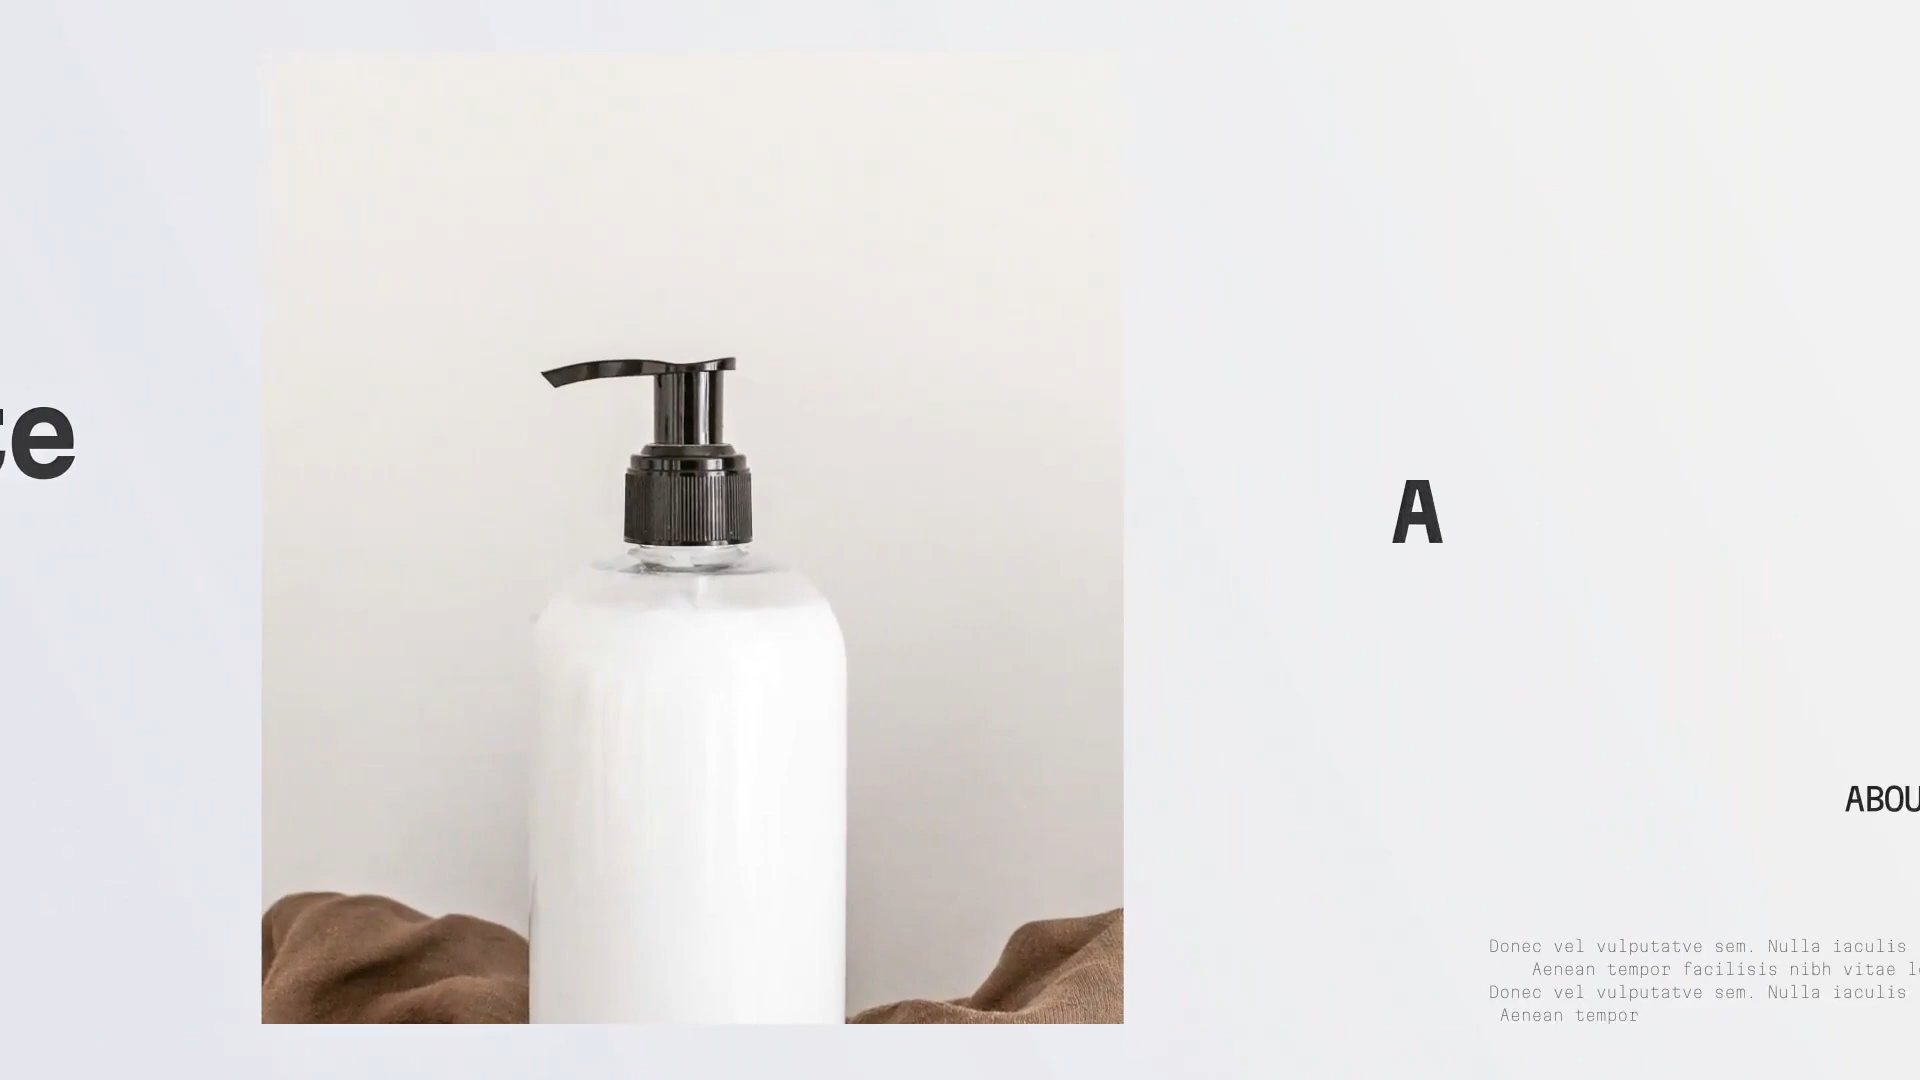 te
A
ABOU
Donec vel vulputatve sem. Nulla iaculis
Aenean tempor facilisis nibh vitae l
Donec vel vulputatve sem. Nulla iaculis
Aenean tempor